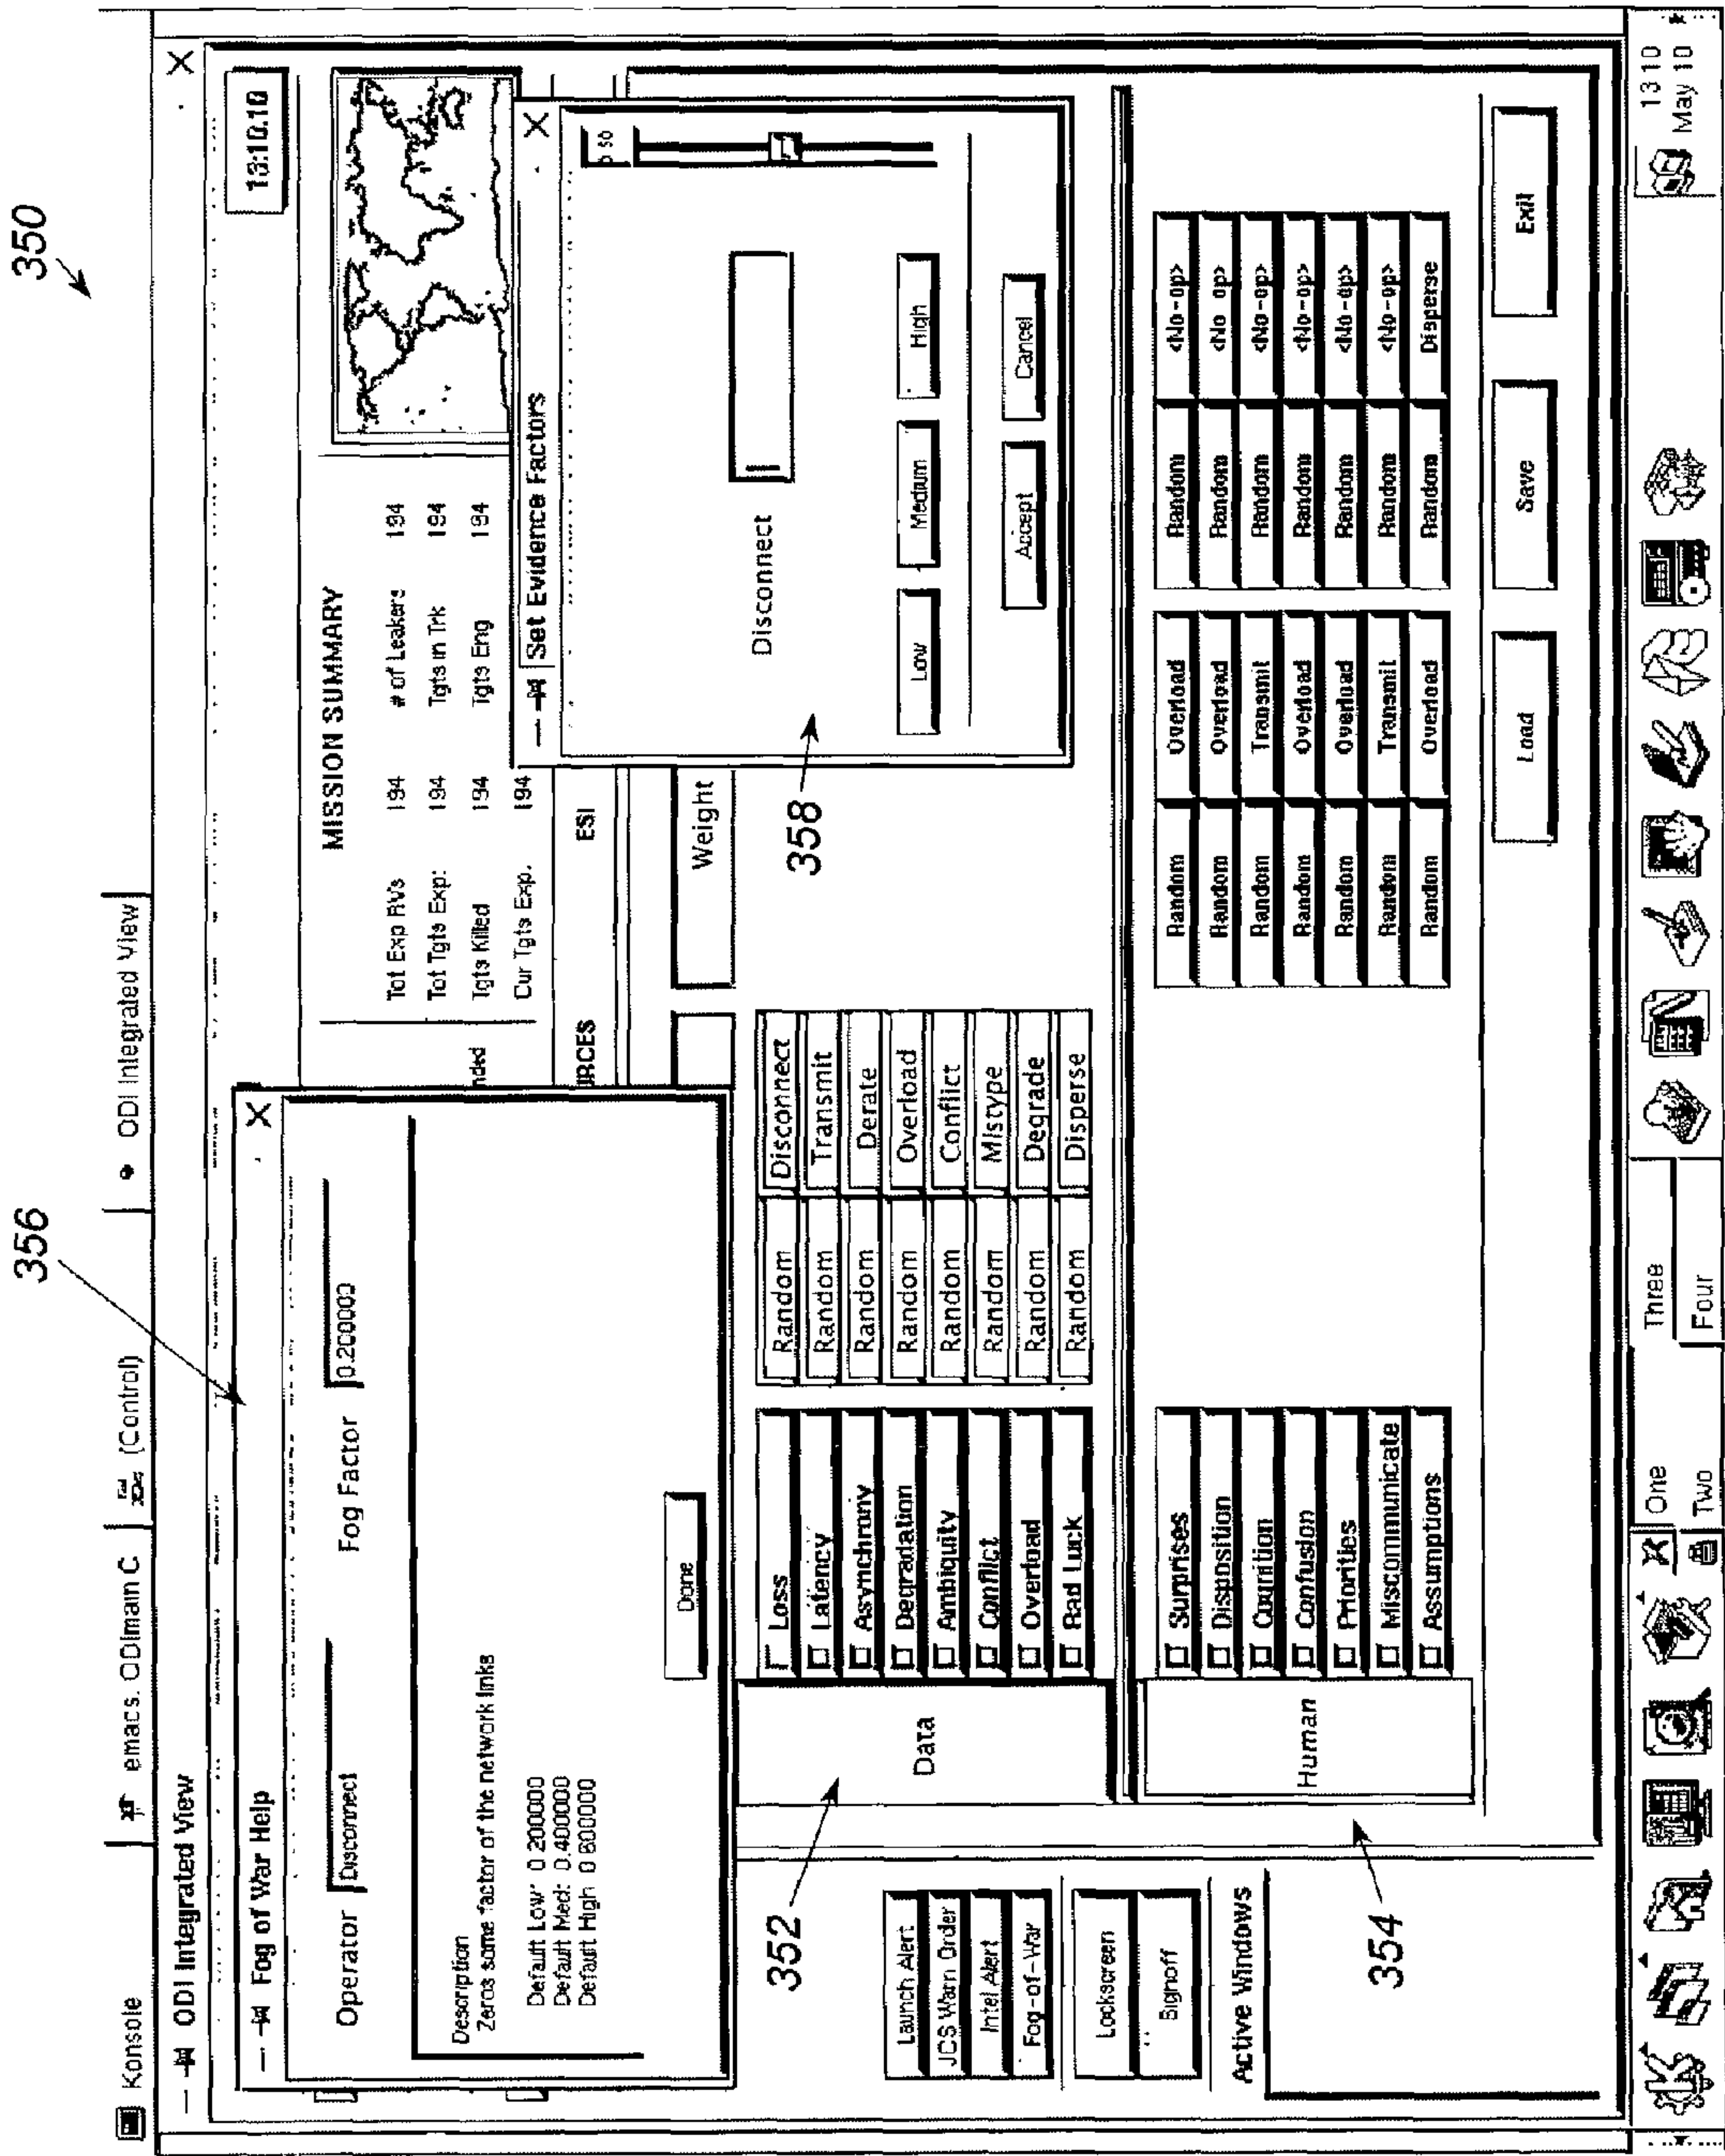 350
356
Konsole
emacs. ODImain C
(Control)
ODI Integrated View
ODI Integrated View
13:10.10
Fog of War Help
Operator Disconnect Fog Factor 0.200000
Description
Zeros some factor of the network links
Default Low: 0 200000
Default Med: 0.400000
Default High 0 600000
Done
MISSION SUMMARY
Tot Exp RVs 194 # of Leakers 194
Tot Tgts Exp: 194 Tgts in Trk 194
Tgts Killed 194 Tgts Eng 194
Cur Tgts Exp. 194
nded
URCES ESI
Weight
Set Evidence Factors
Disconnect
Low Medium High
Accept Cancel
358
352
354
Launch Alert
JCS Warn Order
Intel Alert
Fog-of-War
Lockscreen
Signoff
Active Windows
Data
Loss Random Disconnect
Latency Random Transmit
Asynchrony Random Derate
Degradation Random Overload
Ambiquity Random Conflict
Conflict Random Mistype
Overload Random Degrade
Bad Luck Random Disperse
Human
Surprises Random Overload Random <No-op>
Disposition Random Overload Random <No op>
Cognition Random Transmit Random <No-op>
Confusion Random Overload Random <No-op>
Priorities Random Overload Random <No-op>
Miscommunicate Random Transmit Random <No-op>
Assumptions Random Overload Random Disperse
Load Save Exit
One Three
Two Four
13 10
May 10